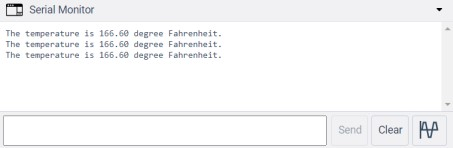 Serial Monitor
The temperature is 166.60 degree Fahrenheit.
The temperature is 166.60 degree Fahrenheit.
The temperature is 166.60 degree Fahrenheit.
Send Clear